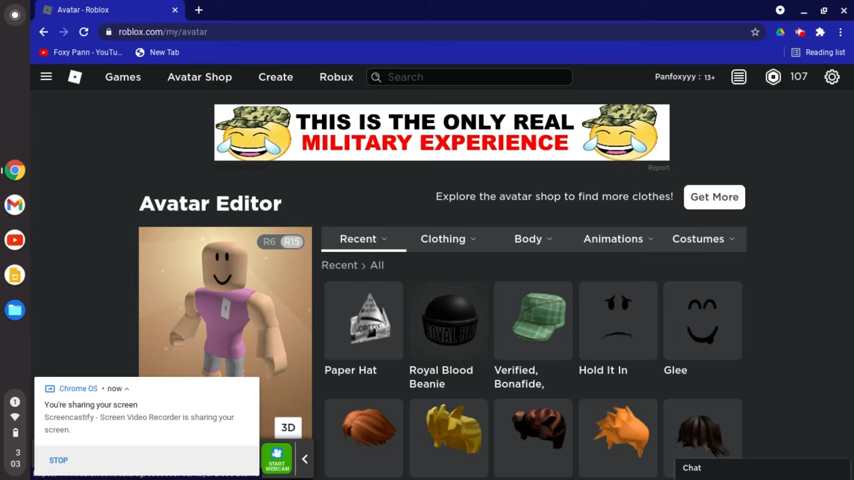 Avatar - Roblox
roblox.com/my/avatar
Foxy Pann - YouTu...
New Tab
Reading list
Games
Avatar Shop
Create
Robux
Search
Panfoxyyy : 13+
107
THIS IS THE ONLY REAL
MILITARY EXPERIENCE
Report
Avatar Editor
Explore the avatar shop to find more clothes!
Get More
R6 R15
Recent
Clothing
Body
Animations
Costumes
Recent > All
Paper Hat
Royal Blood
Beanie
Verified,
Bonafide,
Hold It In
Glee
Chrome OS • now
You're sharing your screen
Screencastify - Screen Video Recorder is sharing your
screen.
STOP
3D
START
WEBCAM
Chat
1
3
03